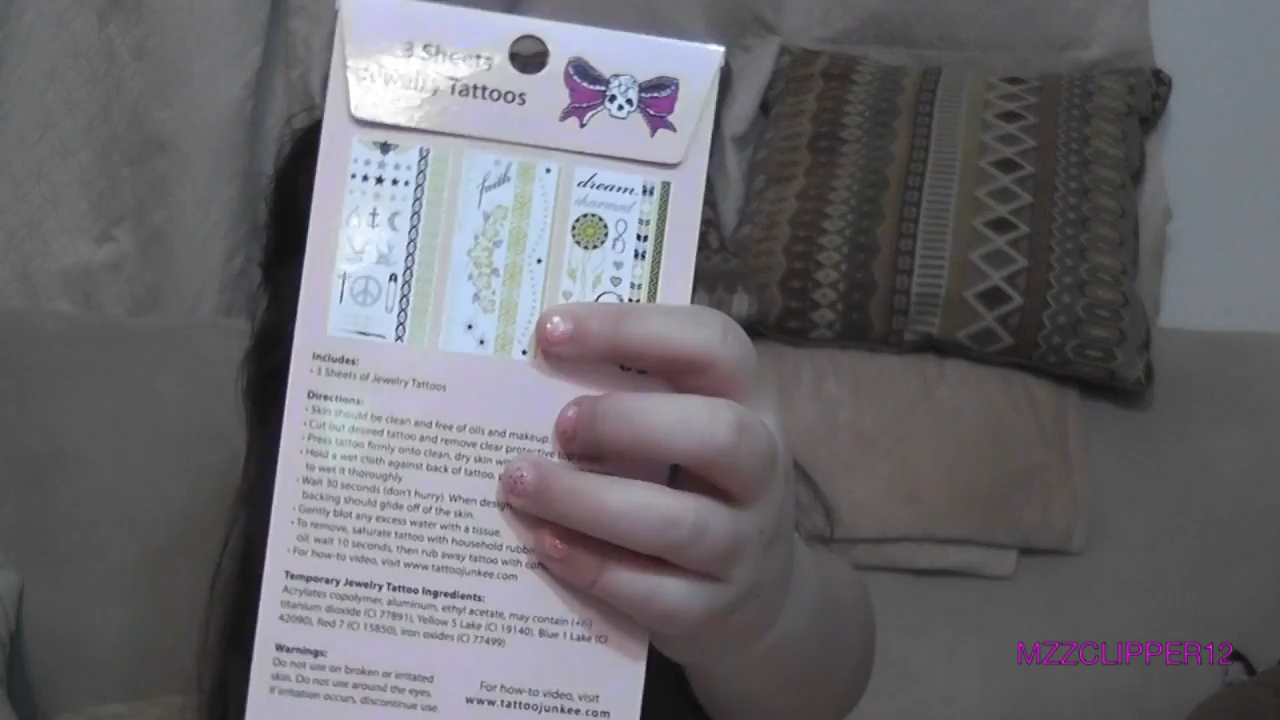 3 Sheets
Jewelry Tattoos
faith
dream.
charmed
Includes:
• 3 Sheets of Jewelry Tattoos
Directions:
• Skin should be clean and free of oils and makeup.
• Cut out desired tattoo and remove clear protective top
• Press tattoo firmly onto clean, dry skin
• Hold a wet cloth against back of tattoo,
to wet it thoroughly
• Wait 30 seconds (don't hurry). When design
backing should glide off of the skin.
• Gently blot any excess water with a tissue.
• To remove, saturate tattoo with household
oil, wait 10 seconds, then rub away tattoo with
• For how-to video, visit www.tattoojunkee.com
Temporary Jewelry Tattoo Ingredients:
Acrylates copolymer, aluminum, ethyl acetate, may contain (+/-)
titanium dioxide (CI 77891), Yellow 5 Lake (CI 19140), Blue 1 Lake (CI
42090), Red 7 (CI 15850), iron oxides (CI 77499)
Warnings:
Do not use on broken or irritated
skin. Do not use around the eyes.
If irritation occurs, discontinue use.
For how-to video, visit
www.tattoojunkee.com
MZZCLIPPER12